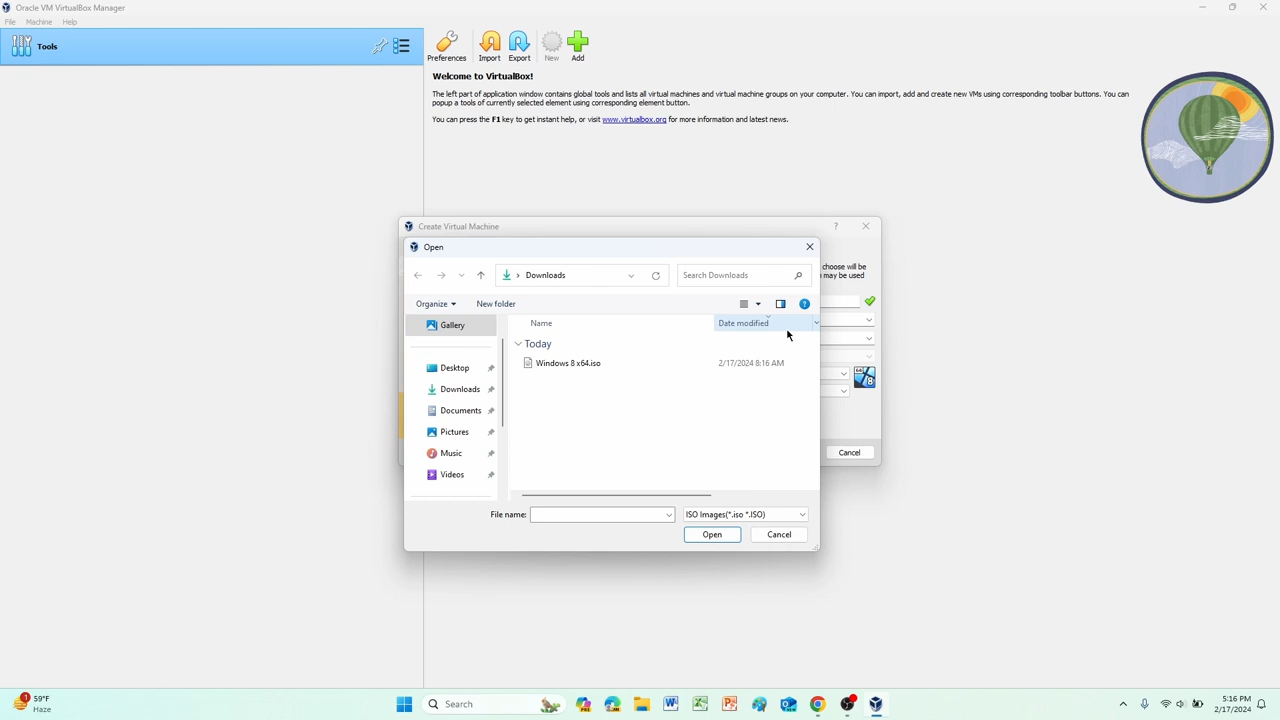 Oracle VM VirtualBox Manager
File Machine Help
Tools
Preferences Import Export New Add
Welcome to VirtualBox!
The left part of application window contains global tools and lists all virtual machines and virtual machine groups on your computer. You can import, add and create new VMs using corresponding toolbar buttons. You can
popup a tools of currently selected element using corresponding element button.
You can press the F1 key to get instant help, or visit www.virtualbox.org for more information and latest news.
Create Virtual Machine ?
Open
choose will be
may be used
Downloads Search Downloads
Organize New folder
Gallery
Name Date modified
Today
Windows 8 x64.iso 2/17/2024 8:16 AM
Desktop
Downloads
Documents
Pictures
Music
Videos
64
8
Cancel
File name: ISO Images(*.iso *.ISO)
Open Cancel
1
59°F
Haze
Search
5:16 PM
2/17/2024